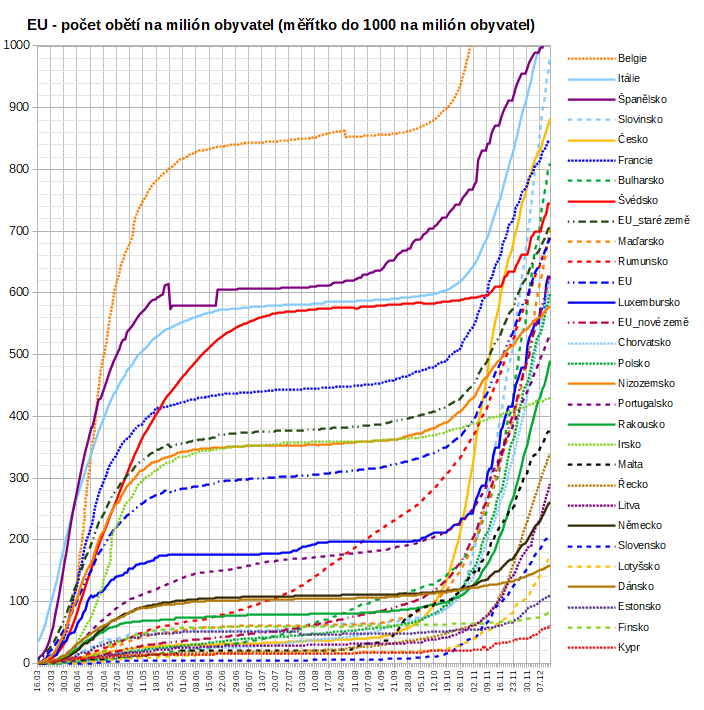 EU - počet obětí na milión obyvatel (měřítko do 1000 na milión obyvatel)
1000
900
800
700
600
500
400
300
200
100
0
16.03
23.03
30.03
06.04
13.04
20.04
27.04
04.05
11.05
18.05
25.05
01.06
08.06
15.06
22.06
29.06
06.07
13.07
20.07
27.07
03.08
10.08
17.08
24.08
31.08
07.09
14.09
21.09
28.09
05.10
12.10
19.10
26.10
02.11
09.11
16.11
23.11
30.11
07.12
Belgie
Itálie
Španělsko
Slovinsko
Česko
Francie
Bulharsko
Švédsko
EU_staré země
Maďarsko
Rumunsko
EU
Luxembursko
EU_nové země
Chorvatsko
Polsko
Nizozemsko
Portugalsko
Rakousko
Irsko
Malta
Řecko
Litva
Německo
Slovensko
Lotyšsko
Dánsko
Estonsko
Finsko
Kypr